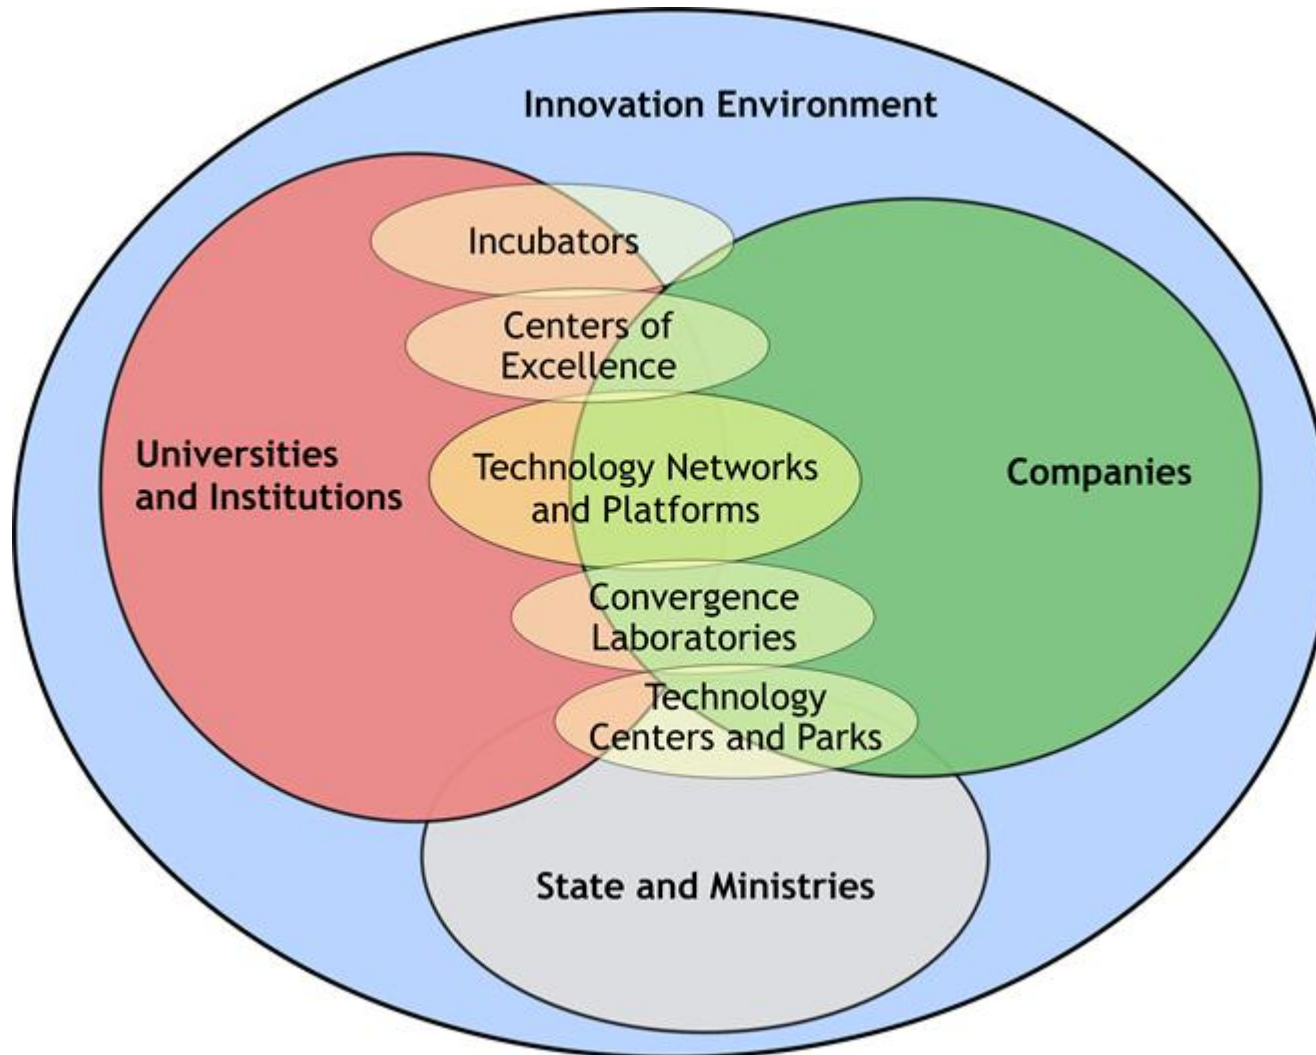 Innovation Environment
Incubators
Centers of
Excellence
Universities
and Institutions
Technology Networks
and Platforms
Companies
Convergence
Laboratories
Technology
Centers and Parks
State and Ministries